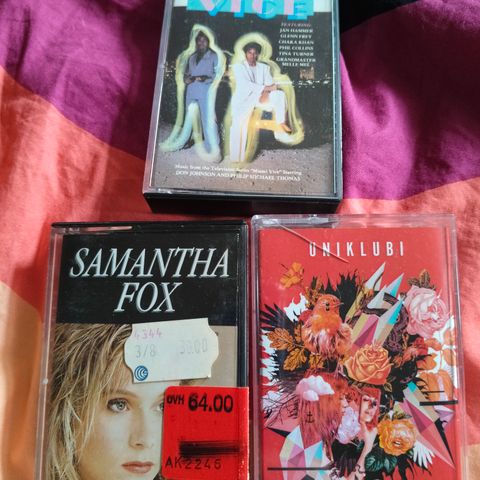 VICE
FEATURING:
JAN HAMMER
GLENN FREY
CHAKA KHAN
PHIL COLLINS
TINA TURNER
GRANDMASTER
MELLE MEL
Music from the Television Series "Miami Vice" Starring
DON JOHNSON AND PHILIP MICHAEL THOMAS
SAMANTHA
FOX
4344
3/8 39.00
OVH 64.00
AK2246
UNIKLUBI